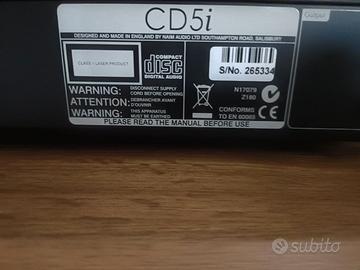 CD5i
Output
DESIGNED AND MADE IN ENGLAND BY NAIM AUDIO LTD SOUTHAMPTON ROAD, SALISBURY
CLASS 1 LASER PRODUCT
COMPACT
disc
DIGITAL AUDIO
S/No. 265334
WARNING: DISCONNECT SUPPLY CORD BEFORE OPENING
ATTENTION. DEBRANCHER AVANT D'OUVRIR
WARNING: THIS APPARATUS MUST BE EARTHED
N17079
Z180
CONFORMS
TO EN 60065
PLEASE READ THE MANUAL BEFORE USE
subito